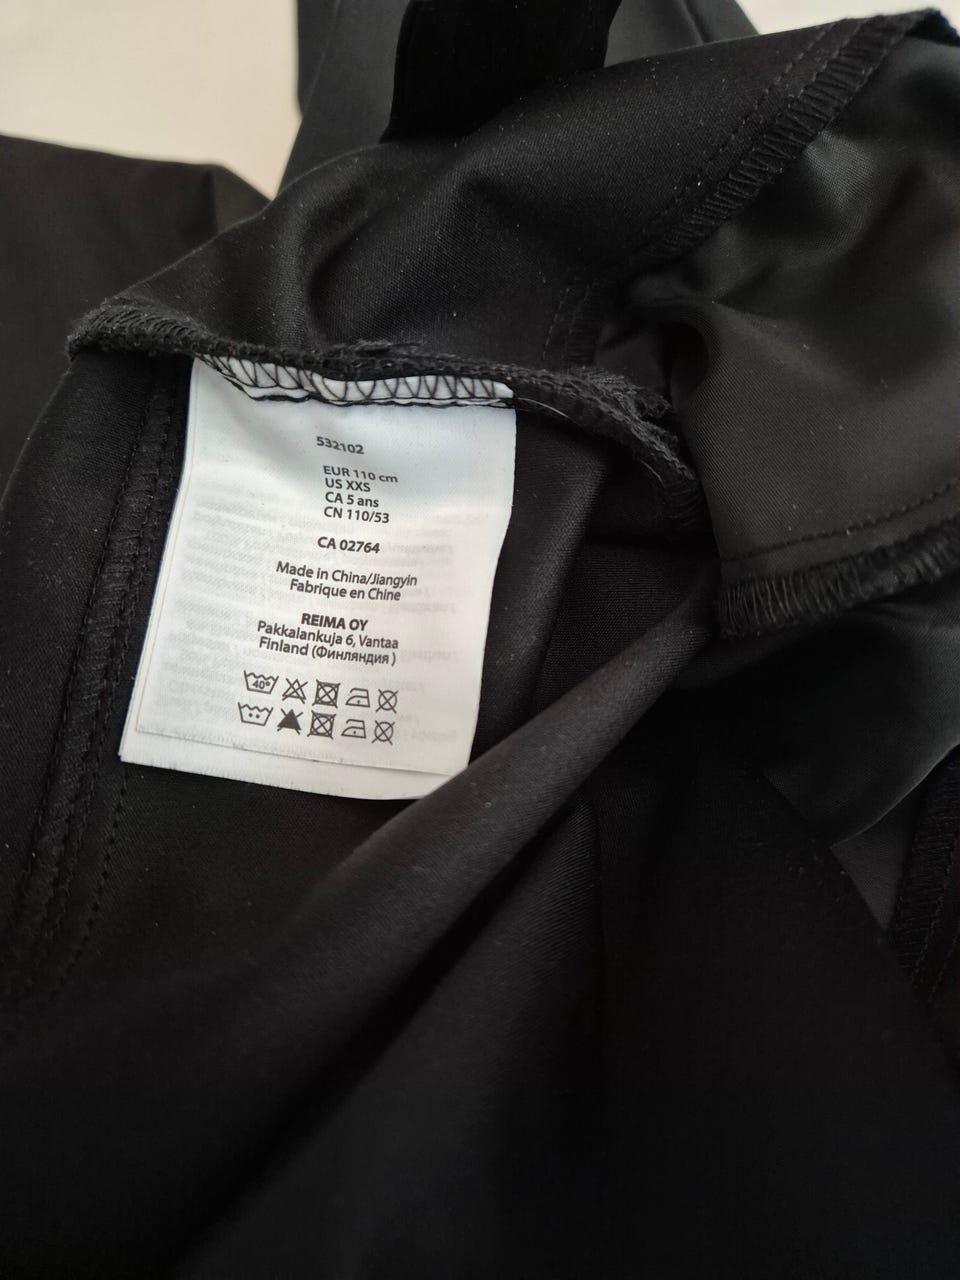 532102
EUR 110 cm
US XXS
CA 5 ans
CN 110/53
CA 02764
Made in China/Jiangyin
Fabrique en Chine
REIMA OY
Pakkalankuja 6, Vantaa
Finland (Финляндия )
40°